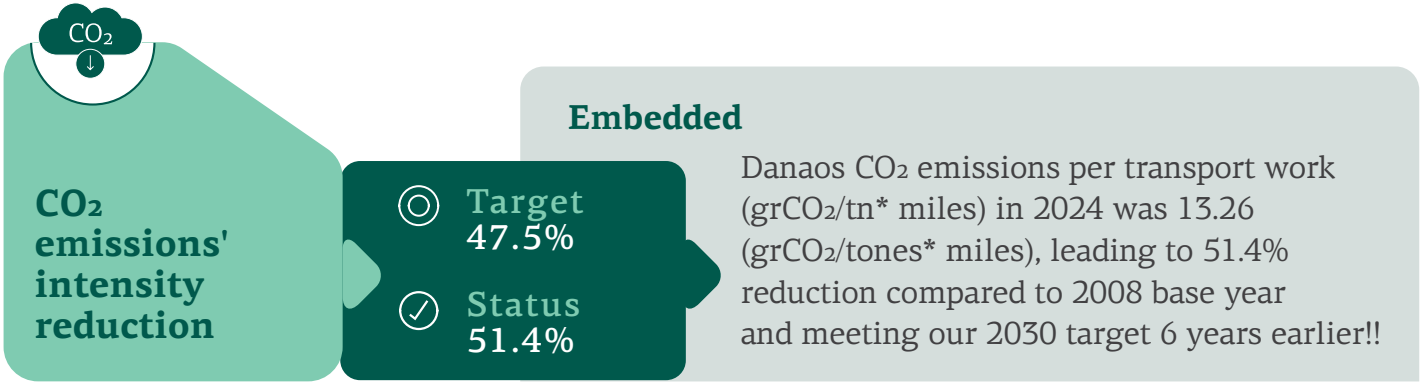 CO₂
CO₂
emissions'
intensity
reduction
Target
47.5%
Status
51.4%
Embedded
Danaos CO₂ emissions per transport work
(grCO₂/tn* miles) in 2024 was 13.26
(grCO₂/tones* miles), leading to 51.4%
reduction compared to 2008 base year
and meeting our 2030 target 6 years earlier!!